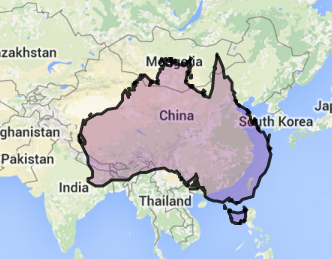 azakhstan
Mongolia
China
South Korea
Jap
ghanistan
Pakistan
India
Thailand